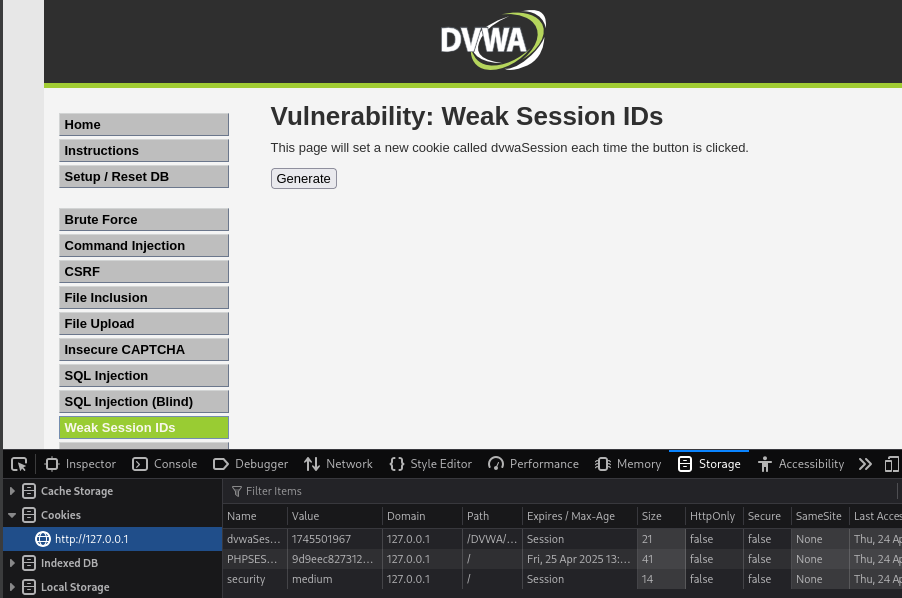 DVWA
Vulnerability: Weak Session IDs
This page will set a new cookie called dvwaSession each time the button is clicked.
Generate
Home
Instructions
Setup / Reset DB
Brute Force
Command Injection
CSRF
File Inclusion
File Upload
Insecure CAPTCHA
SQL Injection
SQL Injection (Blind)
Weak Session IDs
Inspector Console Debugger Network Style Editor Performance Memory Storage Accessibility
Cache Storage
Cookies
http://127.0.0.1
Indexed DB
Local Storage
Filter Items
Name Value Domain Path Expires / Max-Age Size HttpOnly Secure SameSite Last Acces
dvwaSes... 1745501967 127.0.0.1 /DVWA/... Session 21 false false None Thu, 24 Ap
PHPSES... 9d9eec827312... 127.0.0.1 / Fri, 25 Apr 2025 13:... 41 false false None Thu, 24 Ap
security medium 127.0.0.1 / Session 14 false false None Thu, 24 Ap